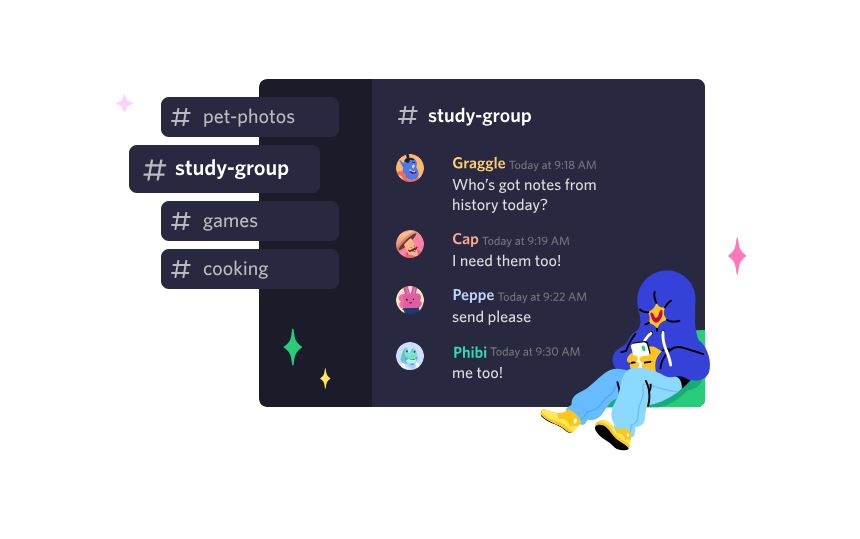 # pet-photos
# study-group
# games
# cooking
# study-group
Graggle Today at 9:18 AM
Who's got notes from
history today?
Cap Today at 9:19 AM
I need them too!
Peppe Today at 9:22 AM
send please
Phibi Today at 9:30 AM
me too!